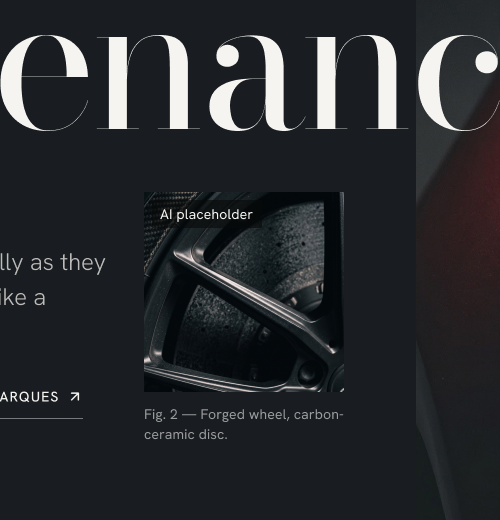 enanc
AI placeholder
lly as they
ike a
ARQUES ↗
Fig. 2 — Forged wheel, carbon-
ceramic disc.